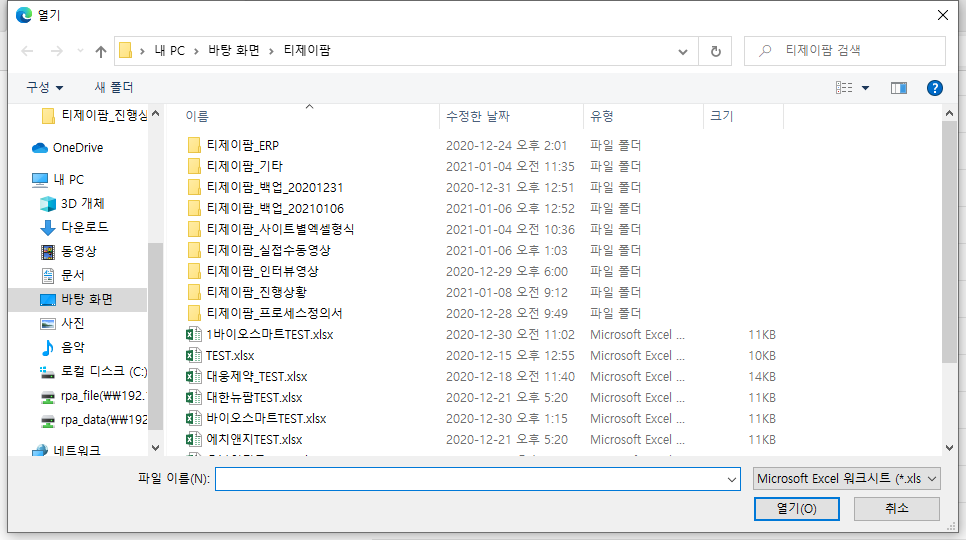 열기
내 PC › 바탕 화면 › 티제이팜
티제이팜 검색
구성
새 폴더
이름 수정한 날짜 유형 크기
티제이팜_진행상
OneDrive
내 PC
3D 개체
다운로드
동영상
문서
바탕 화면
사진
음악
로컬 디스크 (C:)
rpa_file(₩₩192.1
rpa_data(₩₩192
네트워크
티제이팜_ERP 2020-12-24 오후 2:01 파일 폴더
티제이팜_기타 2021-01-04 오전 11:35 파일 폴더
티제이팜_백업_20201231 2020-12-31 오후 12:51 파일 폴더
티제이팜_백업_20210106 2021-01-06 오후 12:52 파일 폴더
티제이팜_사이트별엑셀형식 2021-01-04 오전 10:36 파일 폴더
티제이팜_실접수동영상 2021-01-06 오후 1:03 파일 폴더
티제이팜_인터뷰영상 2020-12-29 오후 6:00 파일 폴더
티제이팜_진행상황 2021-01-08 오전 9:12 파일 폴더
티제이팜_프로세스정의서 2020-12-28 오전 9:49 파일 폴더
1바이오스마트TEST.xlsx 2020-12-30 오전 11:02 Microsoft Excel ... 11KB
TEST.xlsx 2020-12-15 오후 12:55 Microsoft Excel ... 10KB
대웅제약_TEST.xlsx 2020-12-18 오전 11:40 Microsoft Excel ... 14KB
대한뉴팜TEST.xlsx 2020-12-21 오후 5:20 Microsoft Excel ... 11KB
바이오스마트TEST.xlsx 2020-12-30 오후 1:15 Microsoft Excel ... 11KB
에치앤지TEST.xlsx 2020-12-21 오후 5:20 Microsoft Excel ... 11KB
파일 이름(N):
Microsoft Excel 워크시트 (*.xls
열기(O)
취소